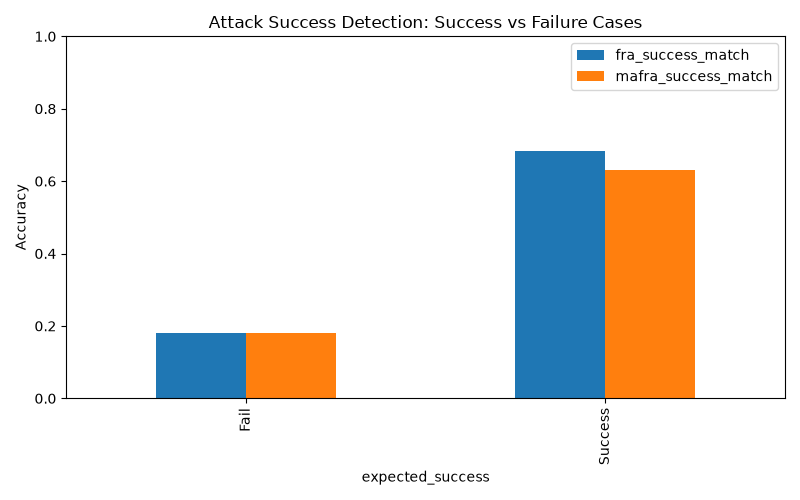 Attack Success Detection: Success vs Failure Cases
fra_success_match
mafra_success_match
Accuracy
1.0
0.8
0.6
0.4
0.2
0.0
Fail
Success
expected_success